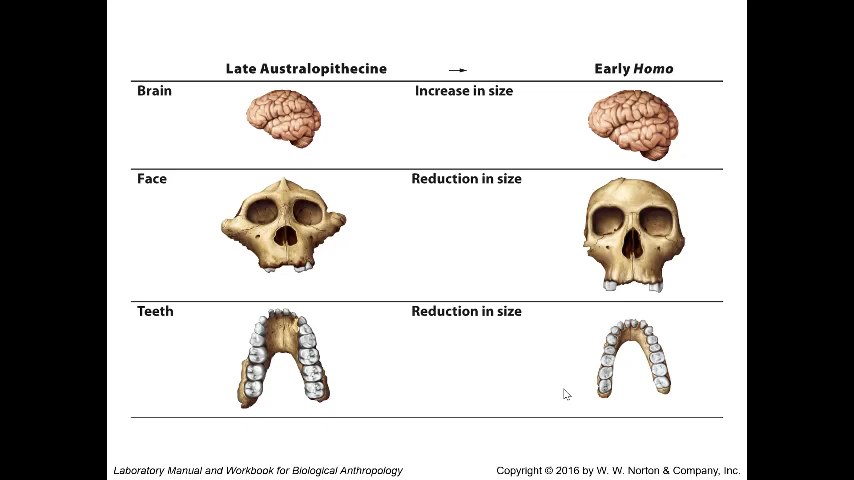 Late Australopithecine → Early Homo
Brain Increase in size
Face Reduction in size
Teeth Reduction in size
Laboratory Manual and Workbook for Biological Anthropology Copyright © 2016 by W. W. Norton & Company, Inc.